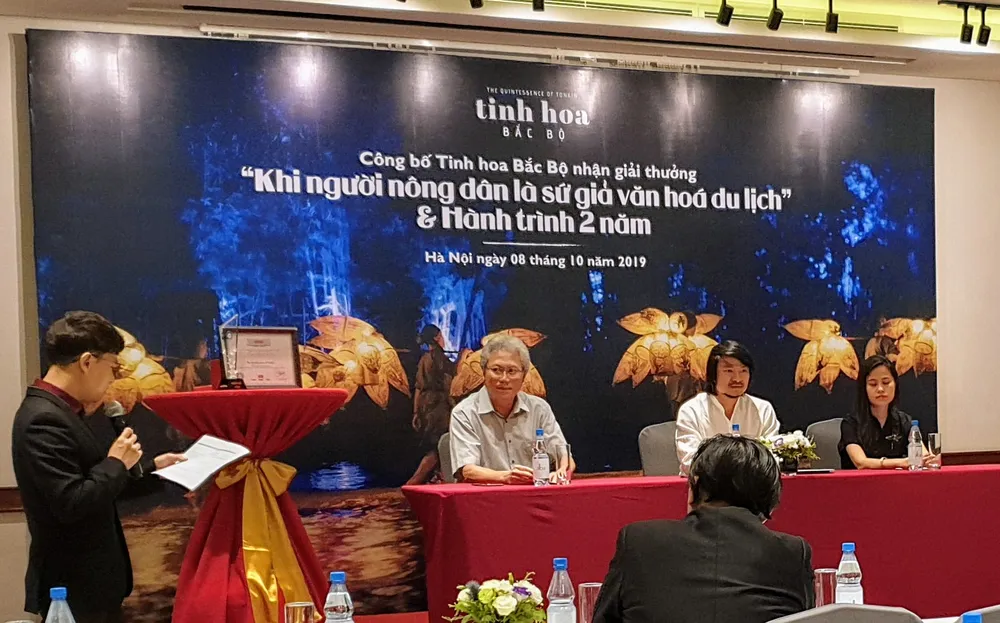 THE QUINTESSENCE OF TONKIN
tinh hoa
BẮC BỘ
Công bố Tinh hoa Bắc Bộ nhận giải thưởng
“Khi người nông dân là sứ giả văn hoá du lịch”
& Hành trình 2 năm
Hà Nội ngày 08 tháng 10 năm 2019